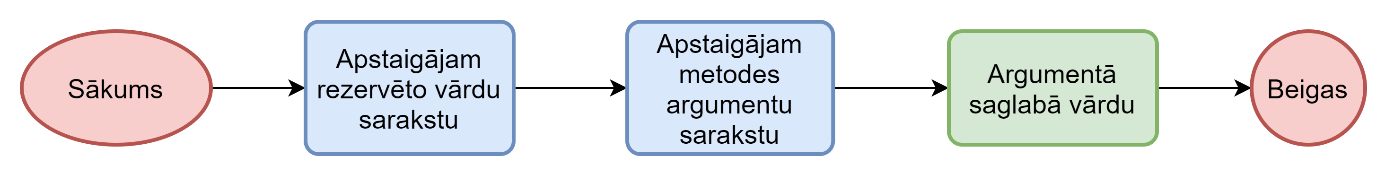 Sākums
Apstaigājam
rezervēto vārdu
sarakstu
Apstaigājam
metodes
argumentu
sarakstu
Argumentā
saglabā vārdu
Beigas